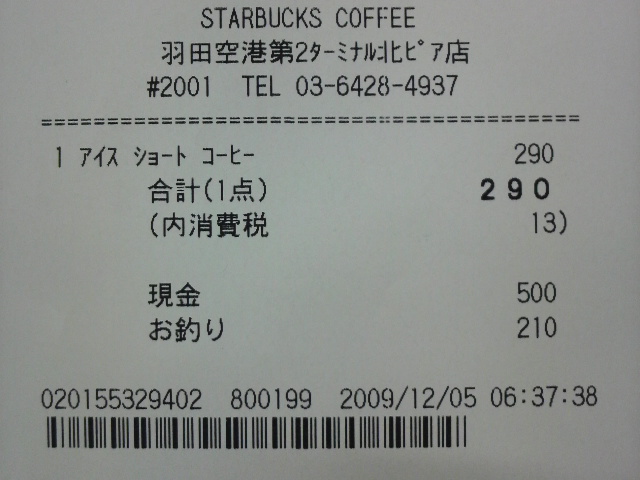 STARBUCKS COFFEE
羽田空港第2ﾀｰﾐﾅﾙ北ﾋﾟｱ店
#2001 TEL 03-6428-4937
==========================================
1 ｱｲｽ ｼｮｰﾄ ｺｰﾋｰ 290
合計(1点) 290
(内消費税 13)
現金 500
お釣り 210
020155329402 800199 2009/12/05 06:37:38